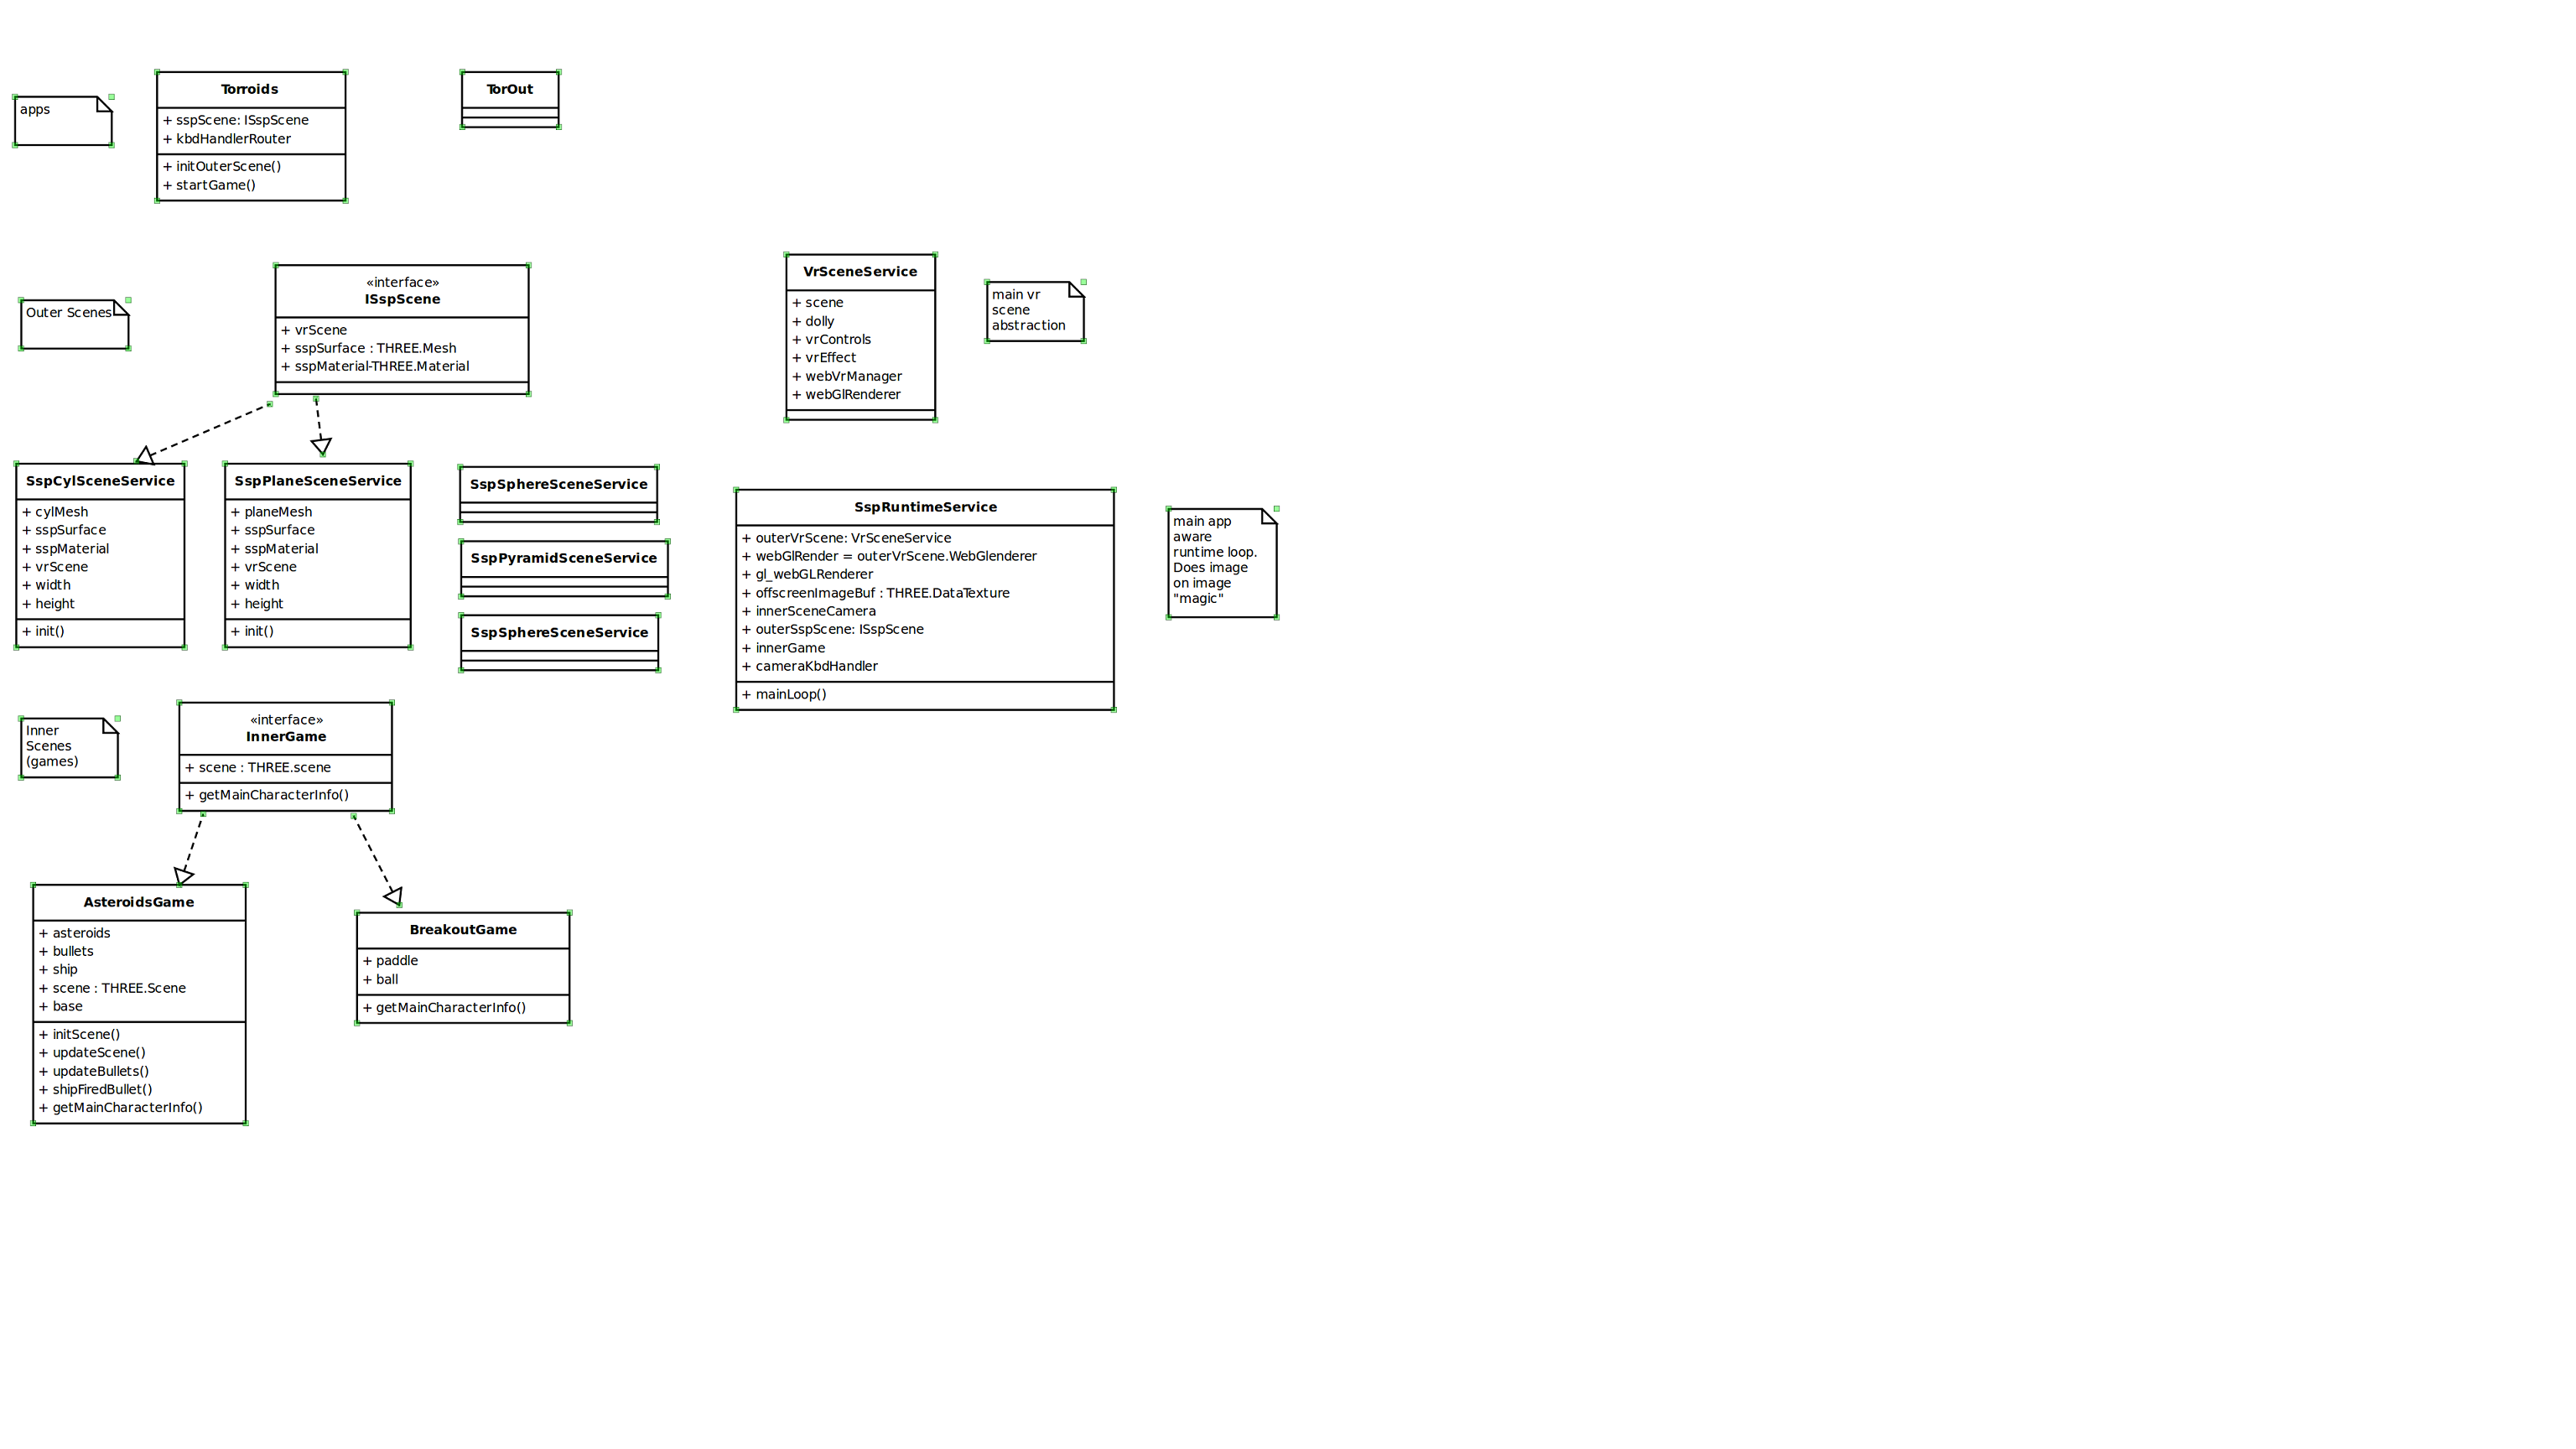 apps
Torroids
+ sspScene: ISspScene
+ kbdHandlerRouter
+ initOuterScene()
+ startGame()
TorOut
Outer Scenes
«interface»
ISspScene
+ vrScene
+ sspSurface : THREE.Mesh
+ sspMaterial-THREE.Material
VrSceneService
+ scene
+ dolly
+ vrControls
+ vrEffect
+ webVrManager
+ webGlRenderer
main vr
scene
abstraction
SspCylSceneService
+ cylMesh
+ sspSurface
+ sspMaterial
+ vrScene
+ width
+ height
+ init()
SspPlaneSceneService
+ planeMesh
+ sspSurface
+ sspMaterial
+ vrScene
+ width
+ height
+ init()
SspSphereSceneService
SspPyramidSceneService
SspSphereSceneService
SspRuntimeService
+ outerVrScene: VrSceneService
+ webGlRender = outerVrScene.WebGlenderer
+ gl_webGLRenderer
+ offscreenImageBuf : THREE.DataTexture
+ innerSceneCamera
+ outerSspScene: ISspScene
+ innerGame
+ cameraKbdHandler
+ mainLoop()
main app
aware
runtime loop.
Does image
on image
"magic"
Inner
Scenes
(games)
«interface»
InnerGame
+ scene : THREE.scene
+ getMainCharacterInfo()
AsteroidsGame
+ asteroids
+ bullets
+ ship
+ scene : THREE.Scene
+ base
+ initScene()
+ updateScene()
+ updateBullets()
+ shipFiredBullet()
+ getMainCharacterInfo()
BreakoutGame
+ paddle
+ ball
+ getMainCharacterInfo()